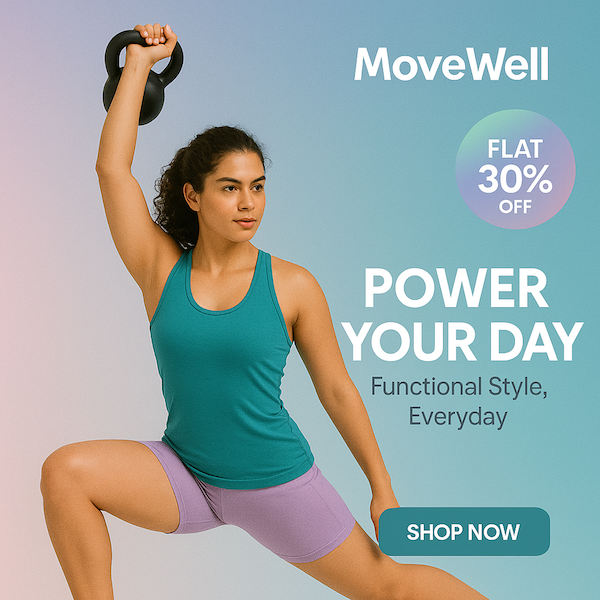 MoveWell
FLAT
30%
OFF
POWER
YOUR DAY
Functional Style,
Everyday
SHOP NOW